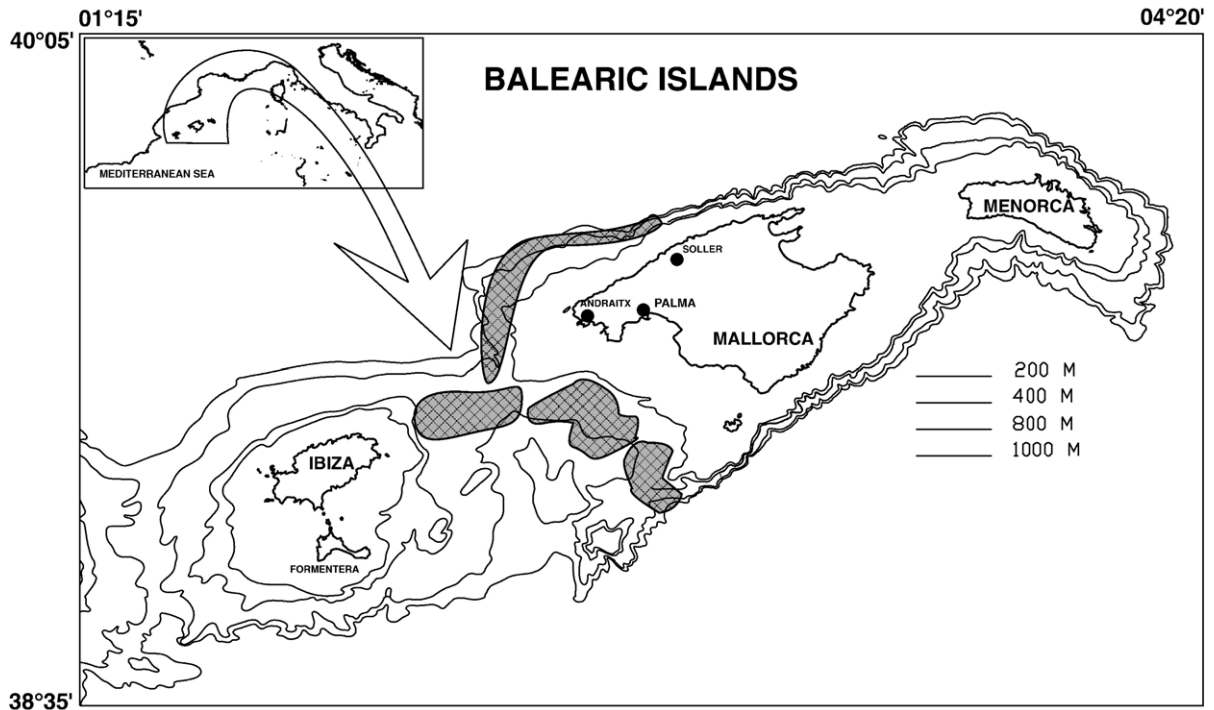 01°15'
04°20'
40°05'
BALEARIC ISLANDS
MEDITERRANEAN SEA
MENORCA
SOLLER
ANDRAITX
PALMA
MALLORCA
200 M
400 M
800 M
1000 M
IBIZA
FORMENTERA
38°35'